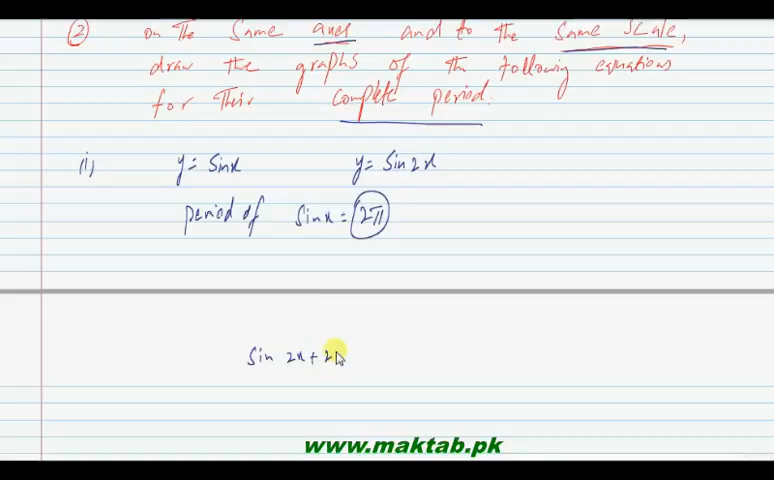 ② on the Same axes and to the Same Scale,
draw the graphs of the following equations
for their complete period.
(i) y = Sinx y = Sin2x
period of Sinx = 2π
Sin 2x + 2
www.maktab.pk